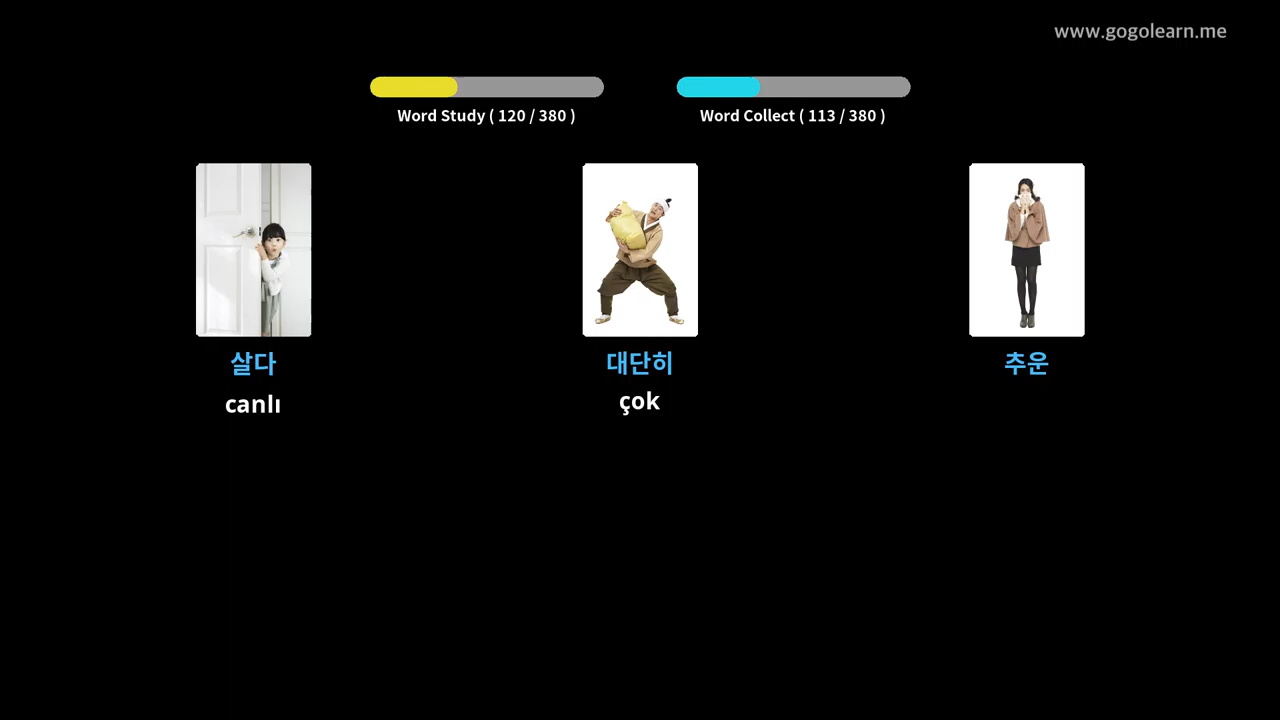 www.gogolearn.me
Word Study ( 120 / 380 )
Word Collect ( 113 / 380 )
살다
대단히
추운
canlı
çok